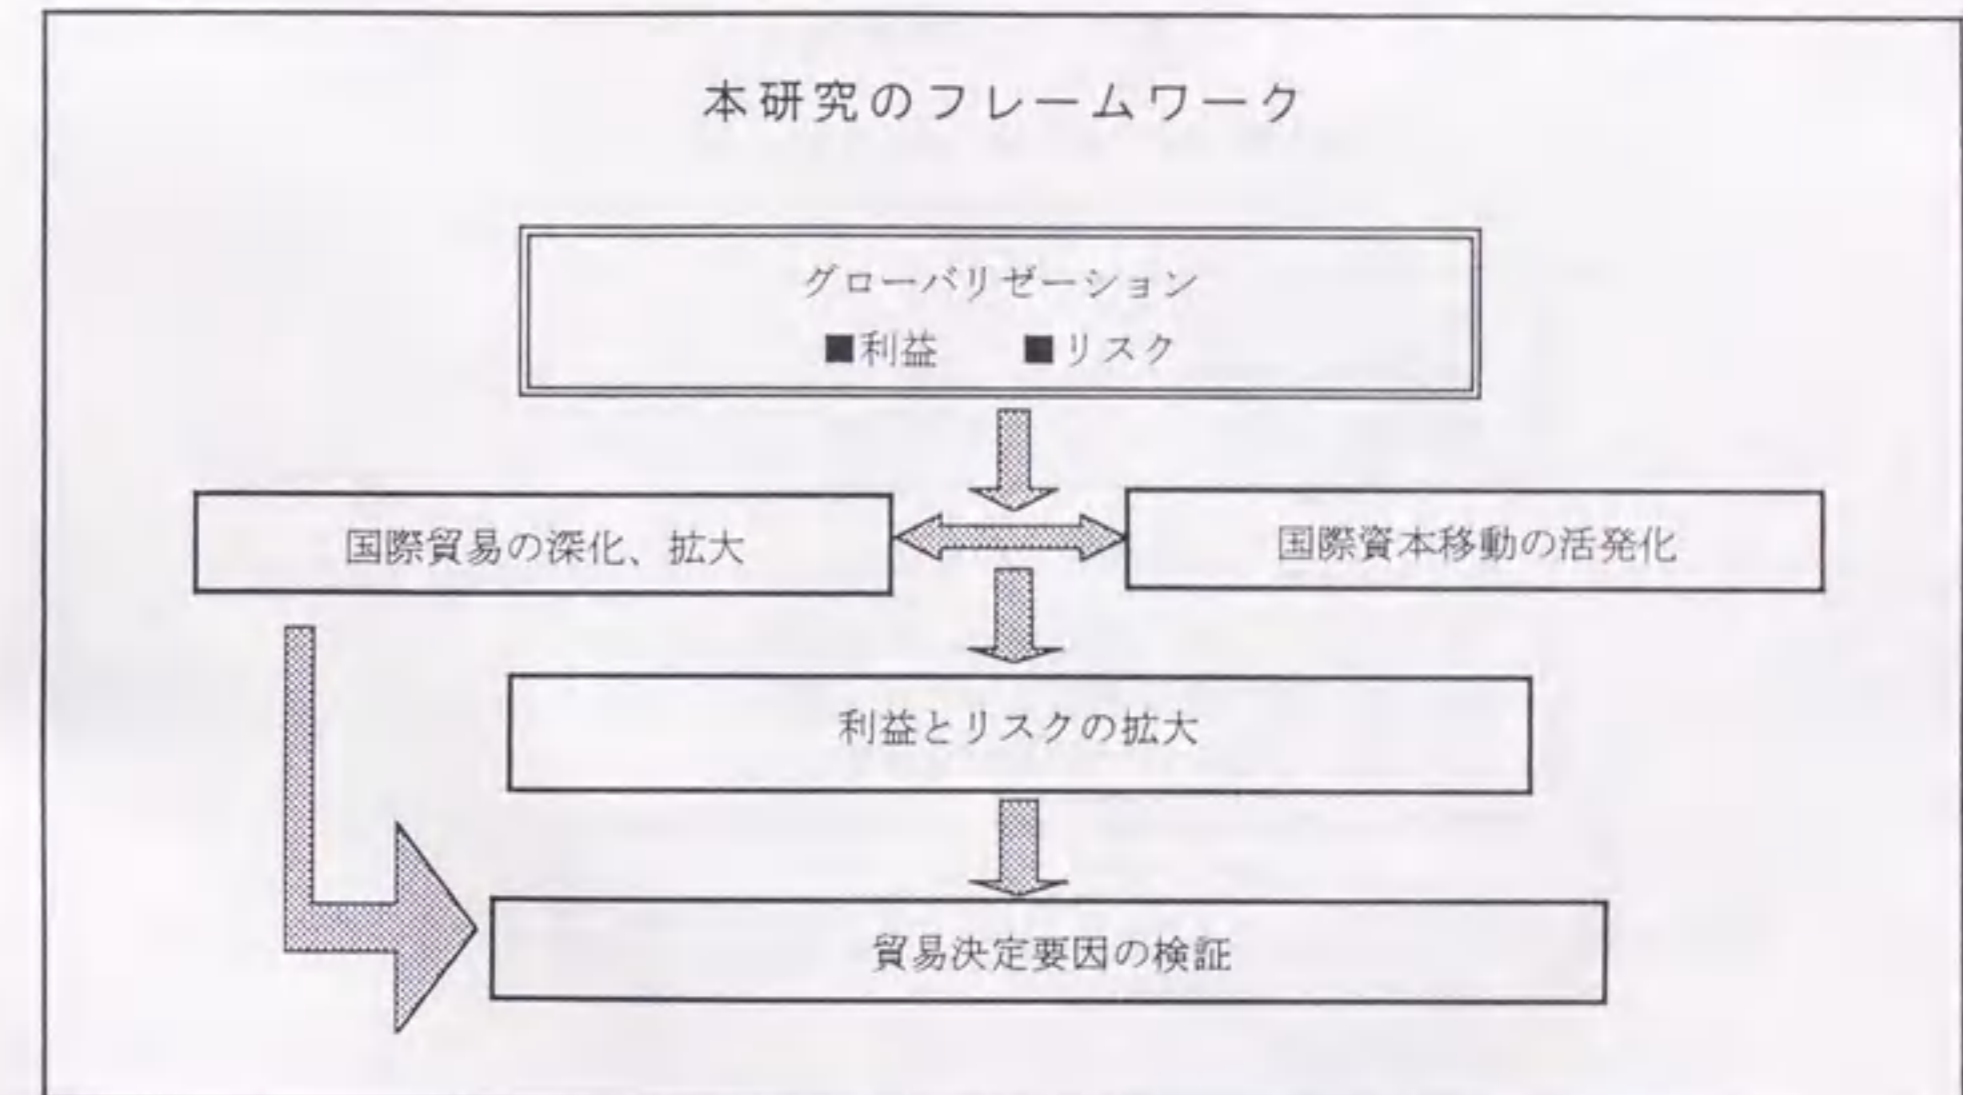 本研究のフレームワーク
グローバリゼーション
■利益　■リスク
国際貿易の深化、拡大
国際資本移動の活発化
利益とリスクの拡大
貿易決定要因の検証